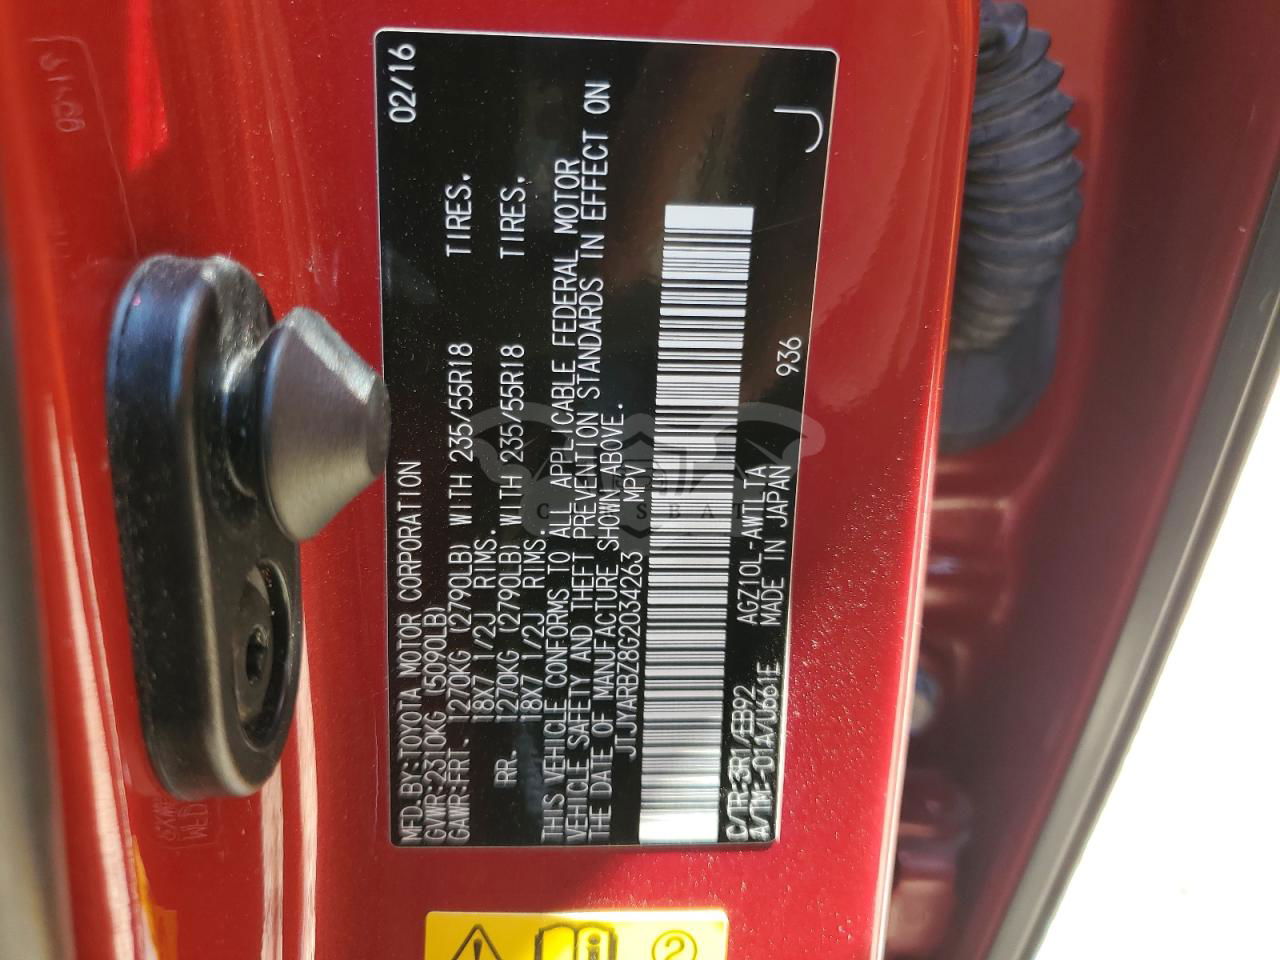 MFD.BY:TOYOTA MOTOR CORPORATION 02/16
GVWR:2310KG (5090LB)
GAWR:FRT. 1270KG (2790LB) WITH 235/55R18 TIRES.
18X7 1/2J RIMS.
RR. 1270KG (2790LB) WITH 235/55R18 TIRES.
18X7 1/2J RIMS.
THIS VEHICLE CONFORMS TO ALL APPLICABLE FEDERAL MOTOR
VEHICLE SAFETY AND THEFT PREVENTION STANDARDS IN EFFECT ON
THE DATE OF MANUFACTURE SHOWN ABOVE.
JTJYARBZ8G2034263 MPV
C/TR:3R1/EB92 AGZ10L-AWTLTA
A/TM:-01A/U661E MADE IN JAPAN 936
J